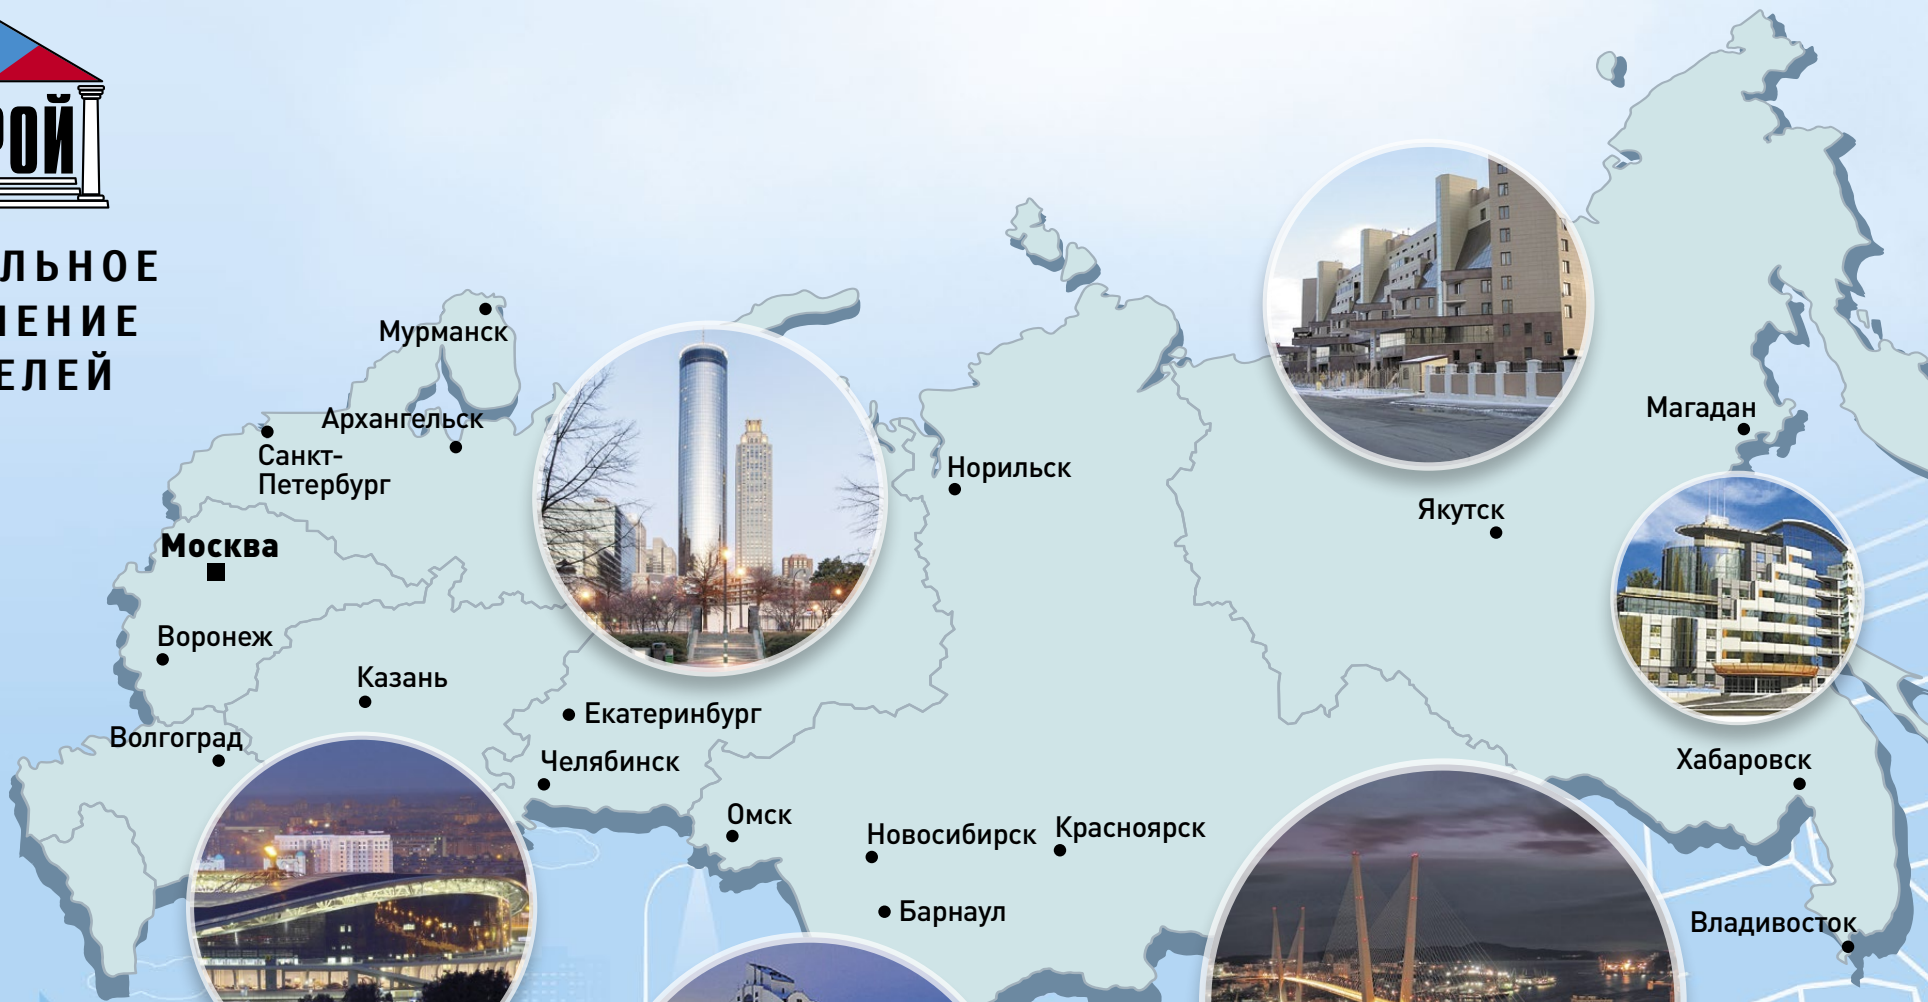 РОЙ
ЛЬНОЕ
ЕНИЕ
ЕЛЕЙ
Мурманск
Архангельск
Санкт-
Петербург
Норильск
Магадан
Якутск
Москва
Воронеж
Казань
Екатеринбург
Волгоград
Челябинск
Хабаровск
Омск
Новосибирск
Красноярск
Барнаул
Владивосток